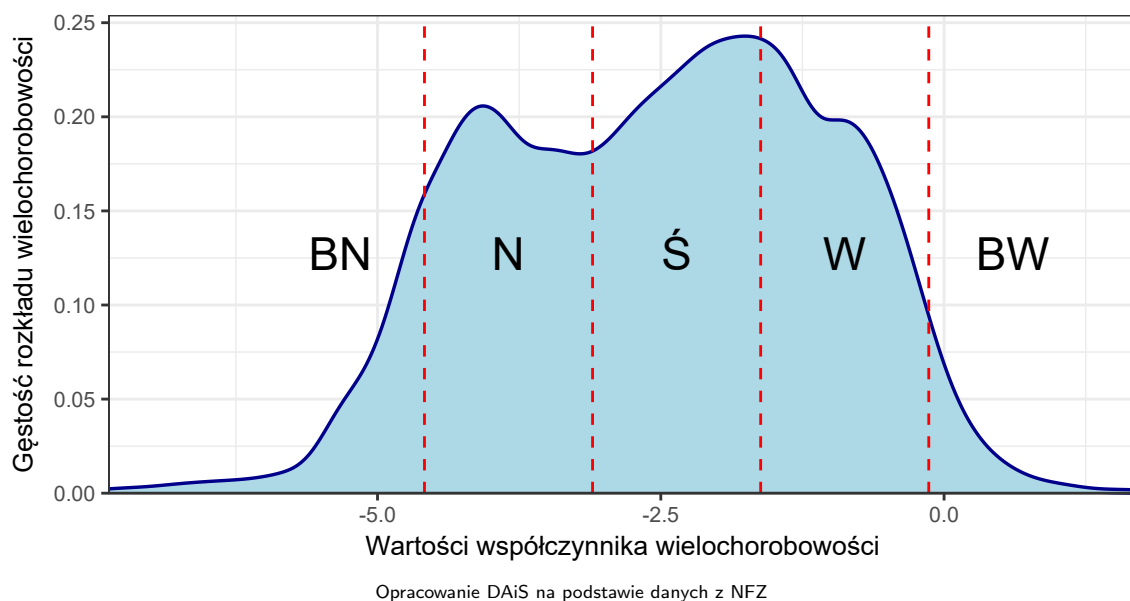 Gęstość rozkładu wielochorobowości
0.25
0.20
0.15
0.10
0.05
0.00
BN N Ś W BW
-5.0 -2.5 0.0
Wartości współczynnika wielochorobowości
Opracowanie DAiS na podstawie danych z NFZ